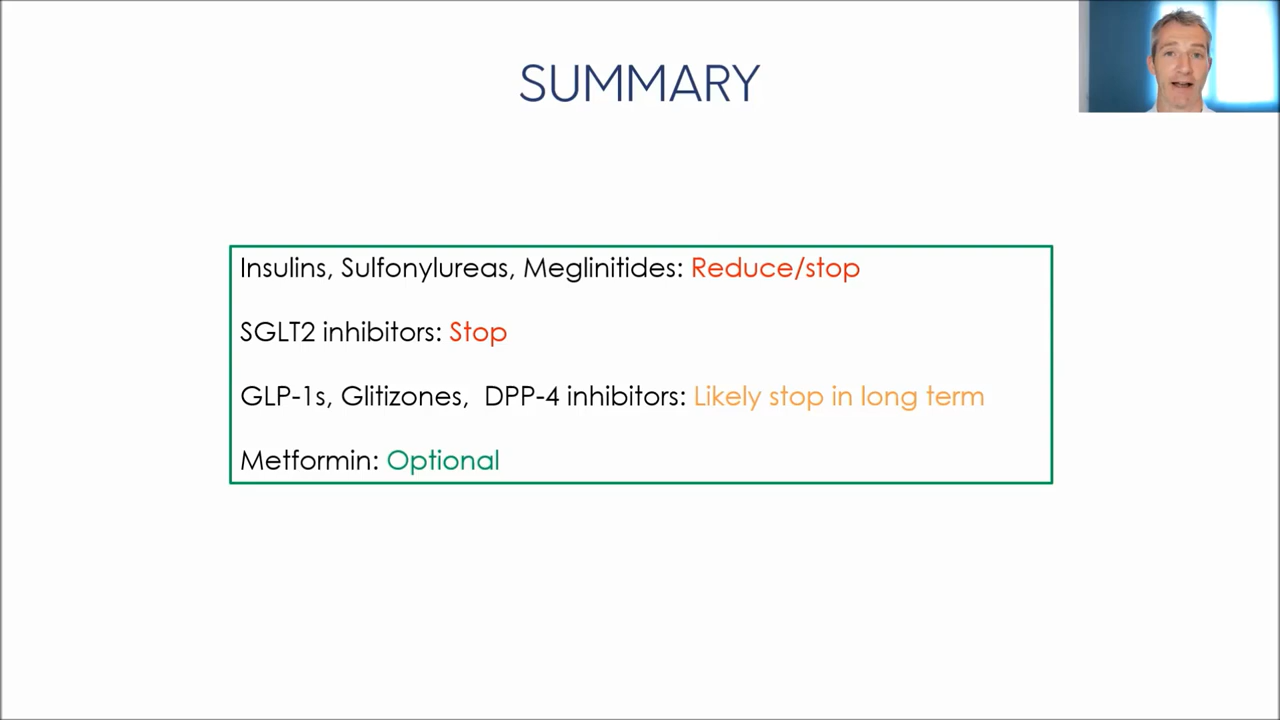 SUMMARY
Insulins, Sulfonylureas, Meglinitides: Reduce/stop
SGLT2 inhibitors: Stop
GLP-1s, Glitizones, DPP-4 inhibitors: Likely stop in long term
Metformin: Optional